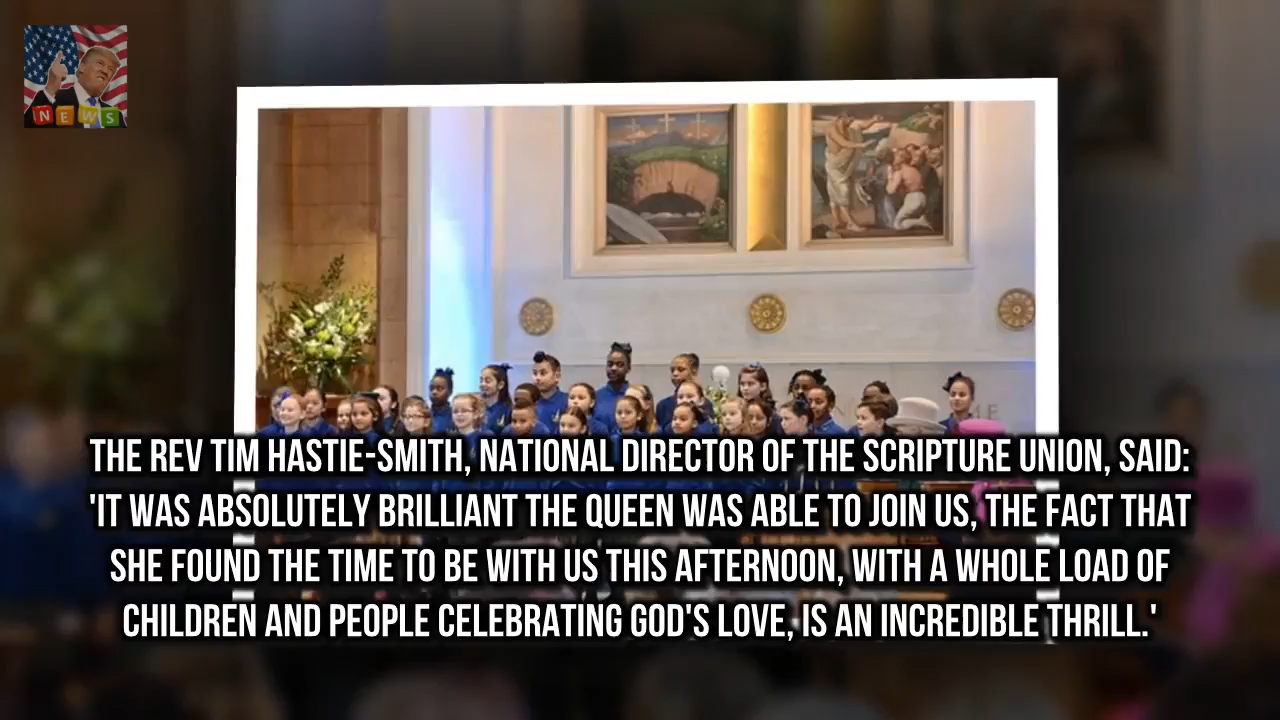 NEWS
THE REV TIM HASTIE-SMITH, NATIONAL DIRECTOR OF THE SCRIPTURE UNION, SAID:
'IT WAS ABSOLUTELY BRILLIANT THE QUEEN WAS ABLE TO JOIN US, THE FACT THAT
SHE FOUND THE TIME TO BE WITH US THIS AFTERNOON, WITH A WHOLE LOAD OF
CHILDREN AND PEOPLE CELEBRATING GOD'S LOVE, IS AN INCREDIBLE THRILL.'